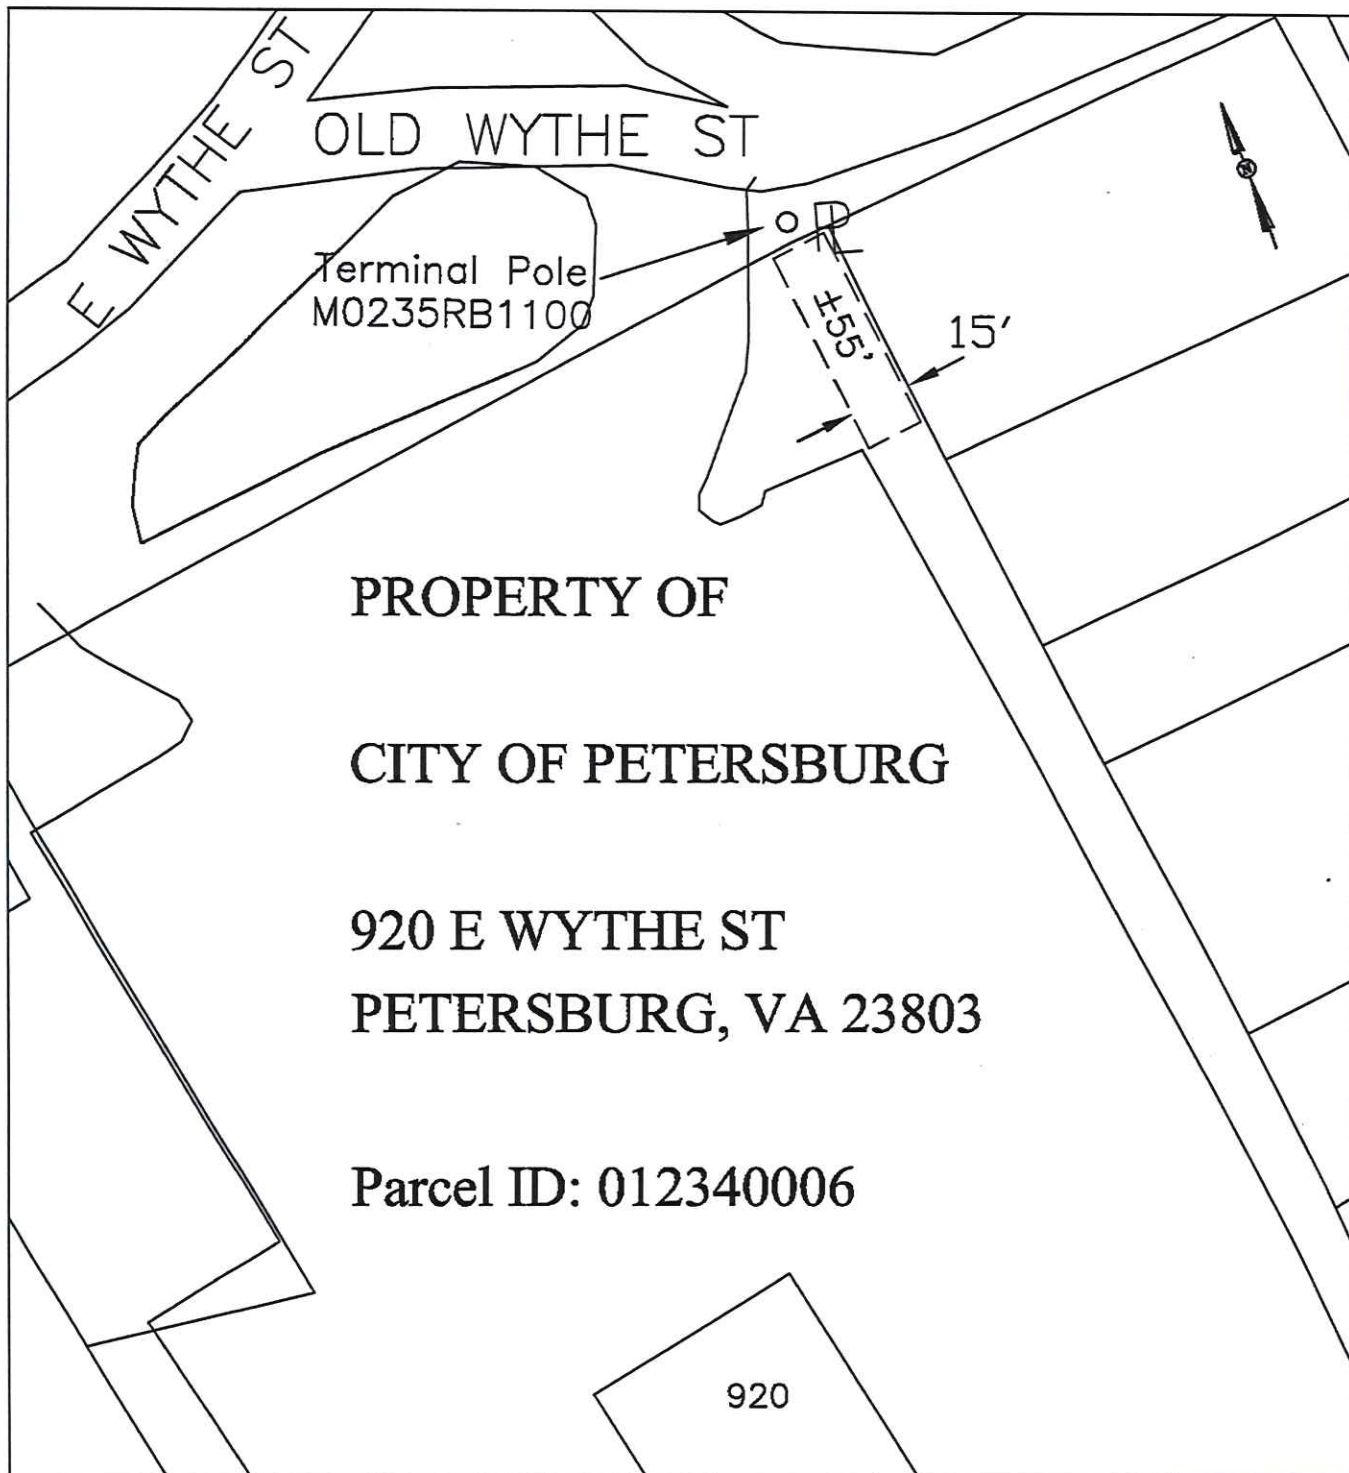 E WYTHE ST
OLD WYTHE ST
Terminal Pole
M0235RB1100
PL
±55'
15'
N
PROPERTY OF
CITY OF PETERSBURG
920 E WYTHE ST
PETERSBURG, VA 23803
Parcel ID: 012340006
920